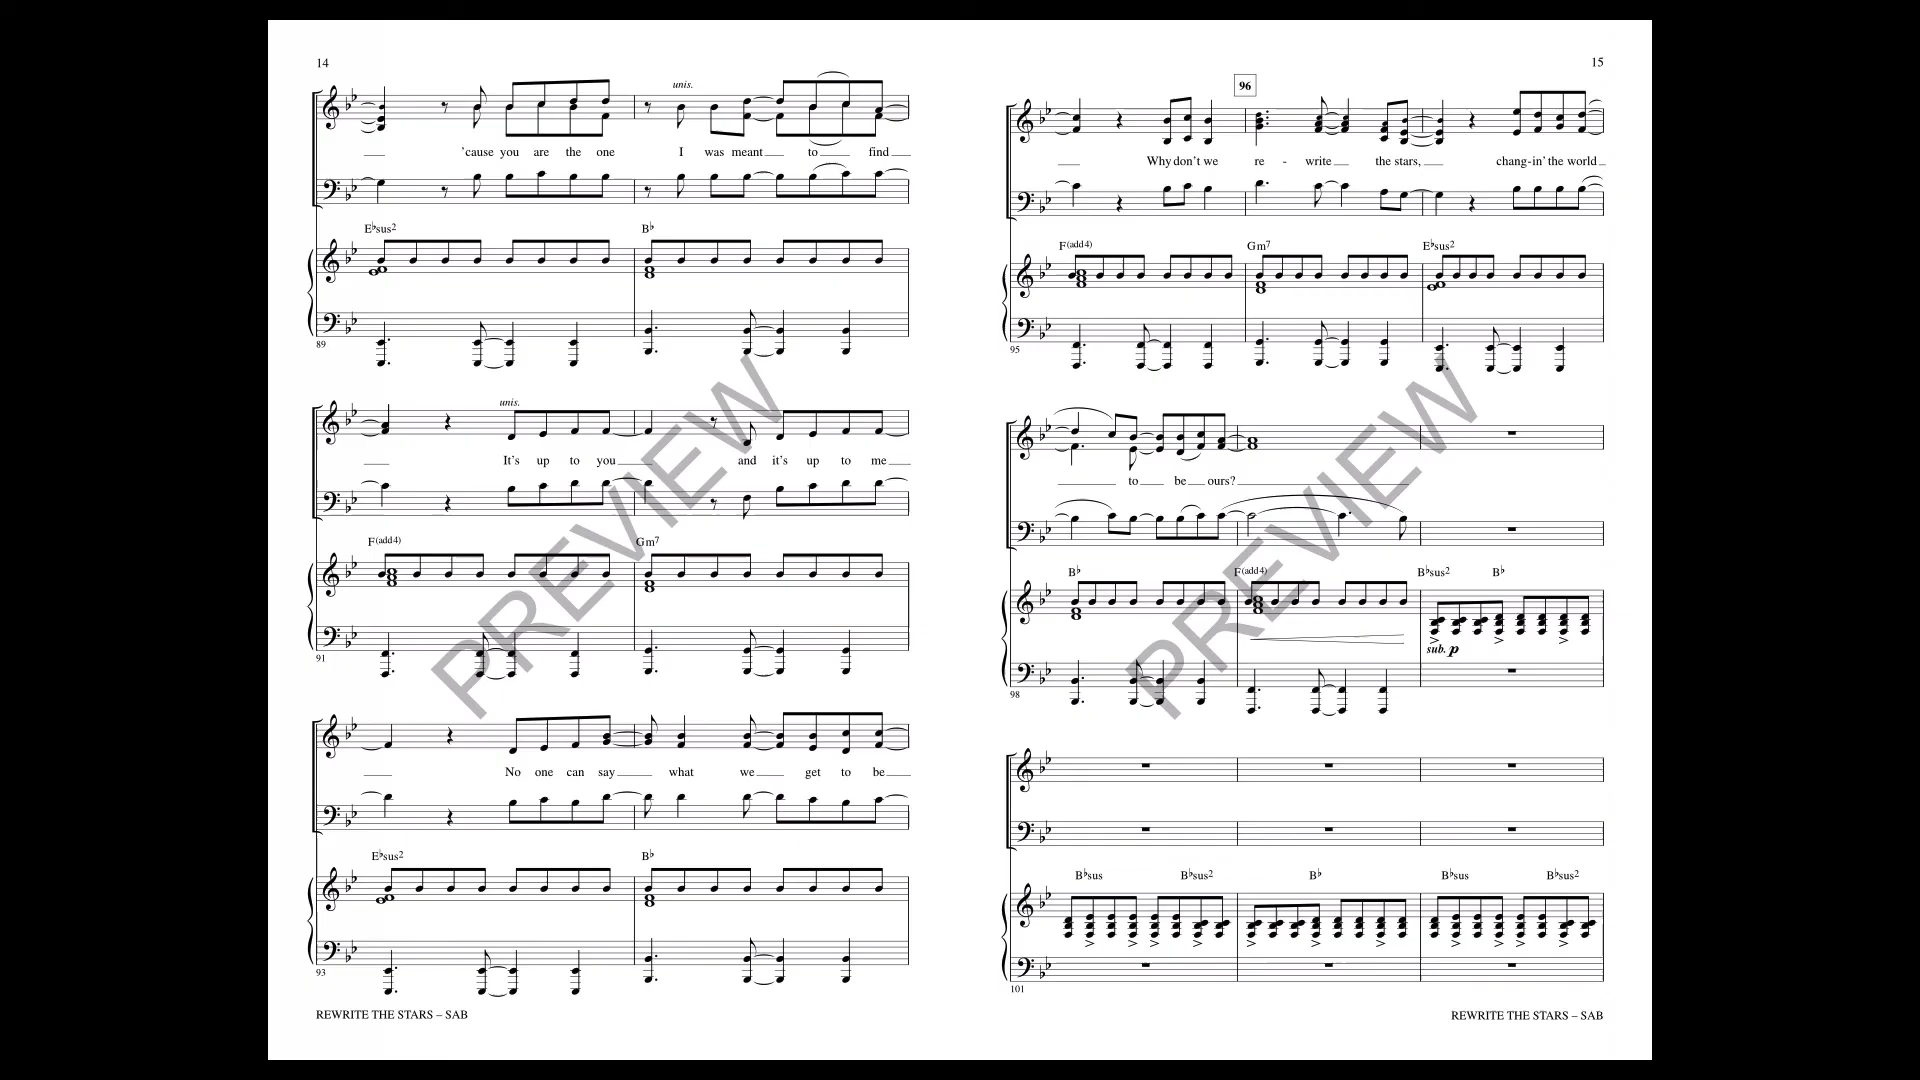 14
unis.
'cause you are the one I was meant to find
E♭sus2 B♭
89
unis.
It's up to you and it's up to me
F(add4) Gm7
91
No one can say what we get to be
E♭sus2 B♭
93
REWRITE THE STARS – SAB
15
96
Why don't we re - write the stars, chang-in' the world
F(add4) Gm7 E♭sus2
95
to be ours?
B♭ F(add4) B♭sus2 B♭
sub. p
98
B♭sus B♭sus2 B♭ B♭sus B♭sus2
101
REWRITE THE STARS – SAB
PREVIEW
PREVIEW